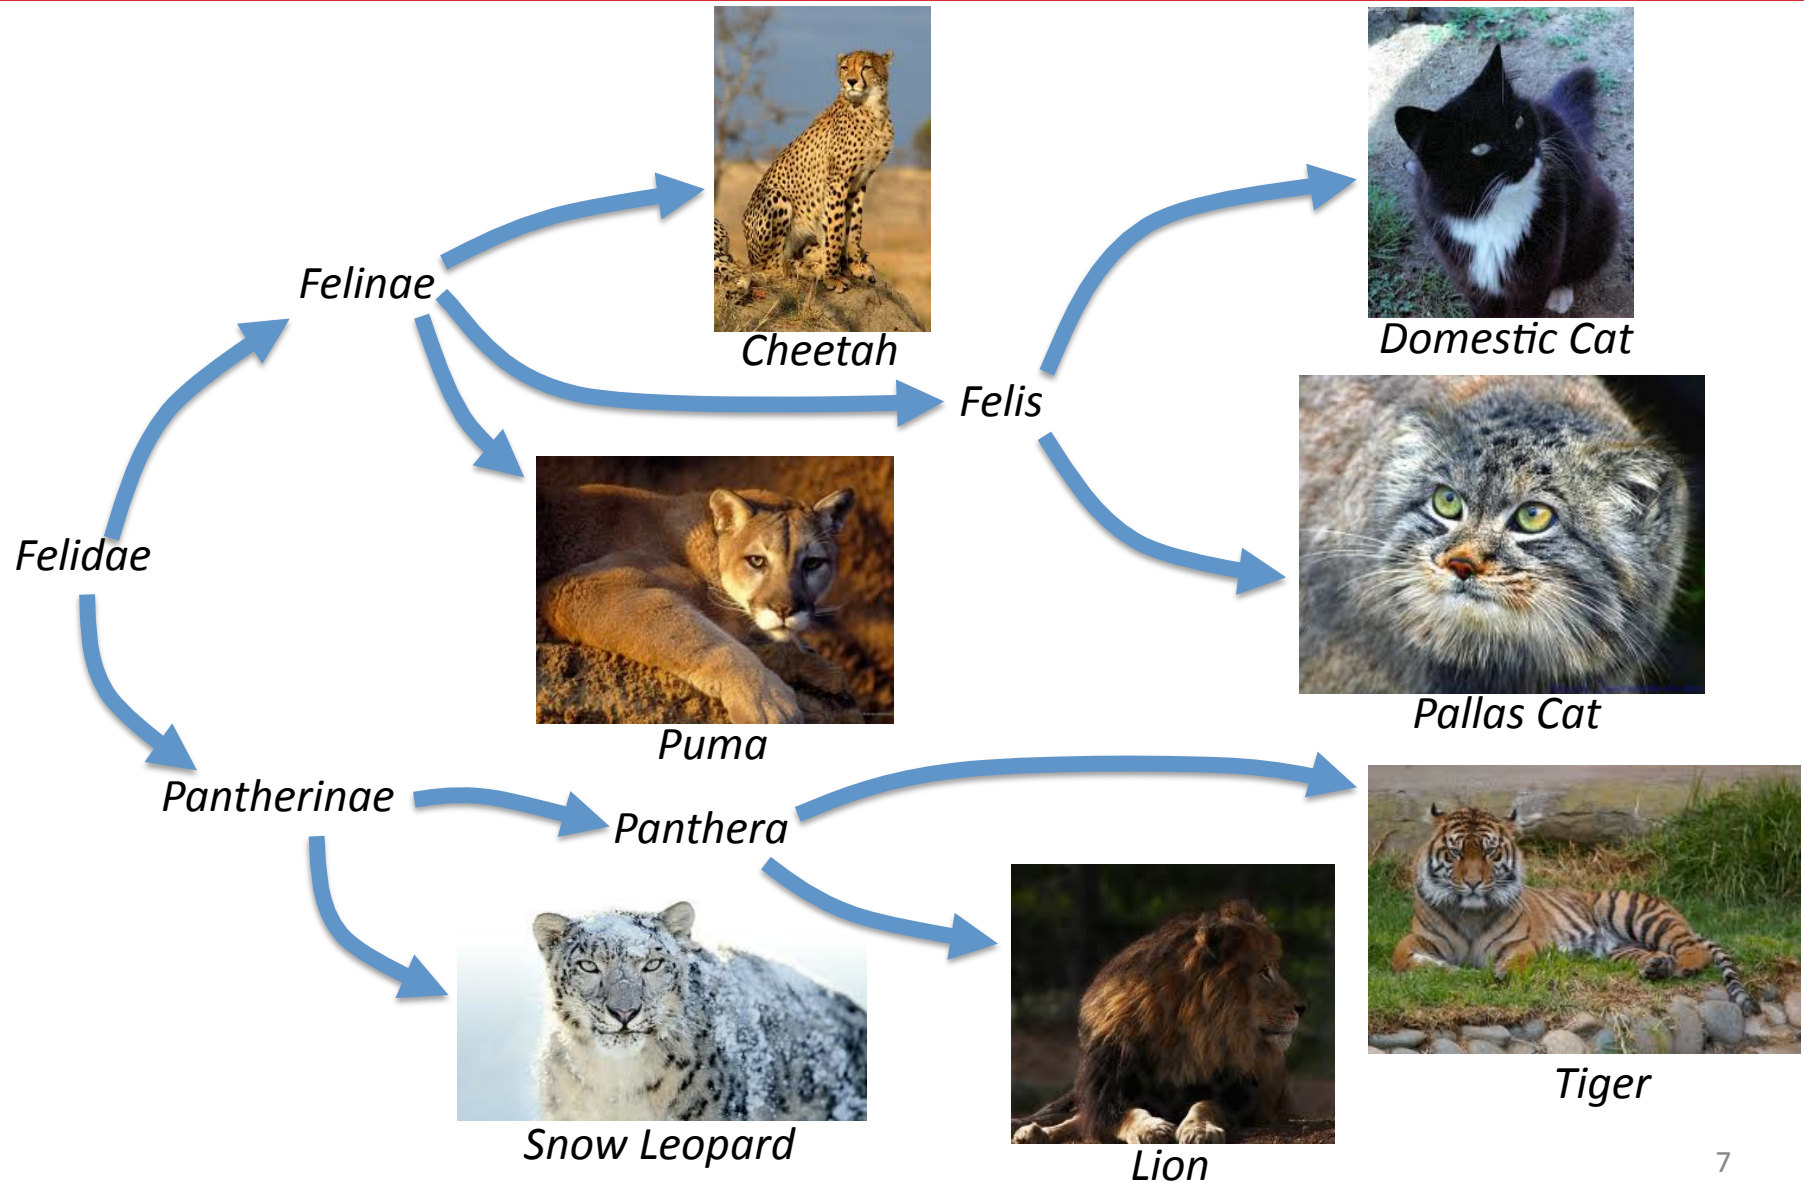 Felinae
Cheetah
Domestic Cat
Felis
Felidae
Puma
Pallas Cat
Pantherinae
Panthera
Snow Leopard
Lion
Tiger
7